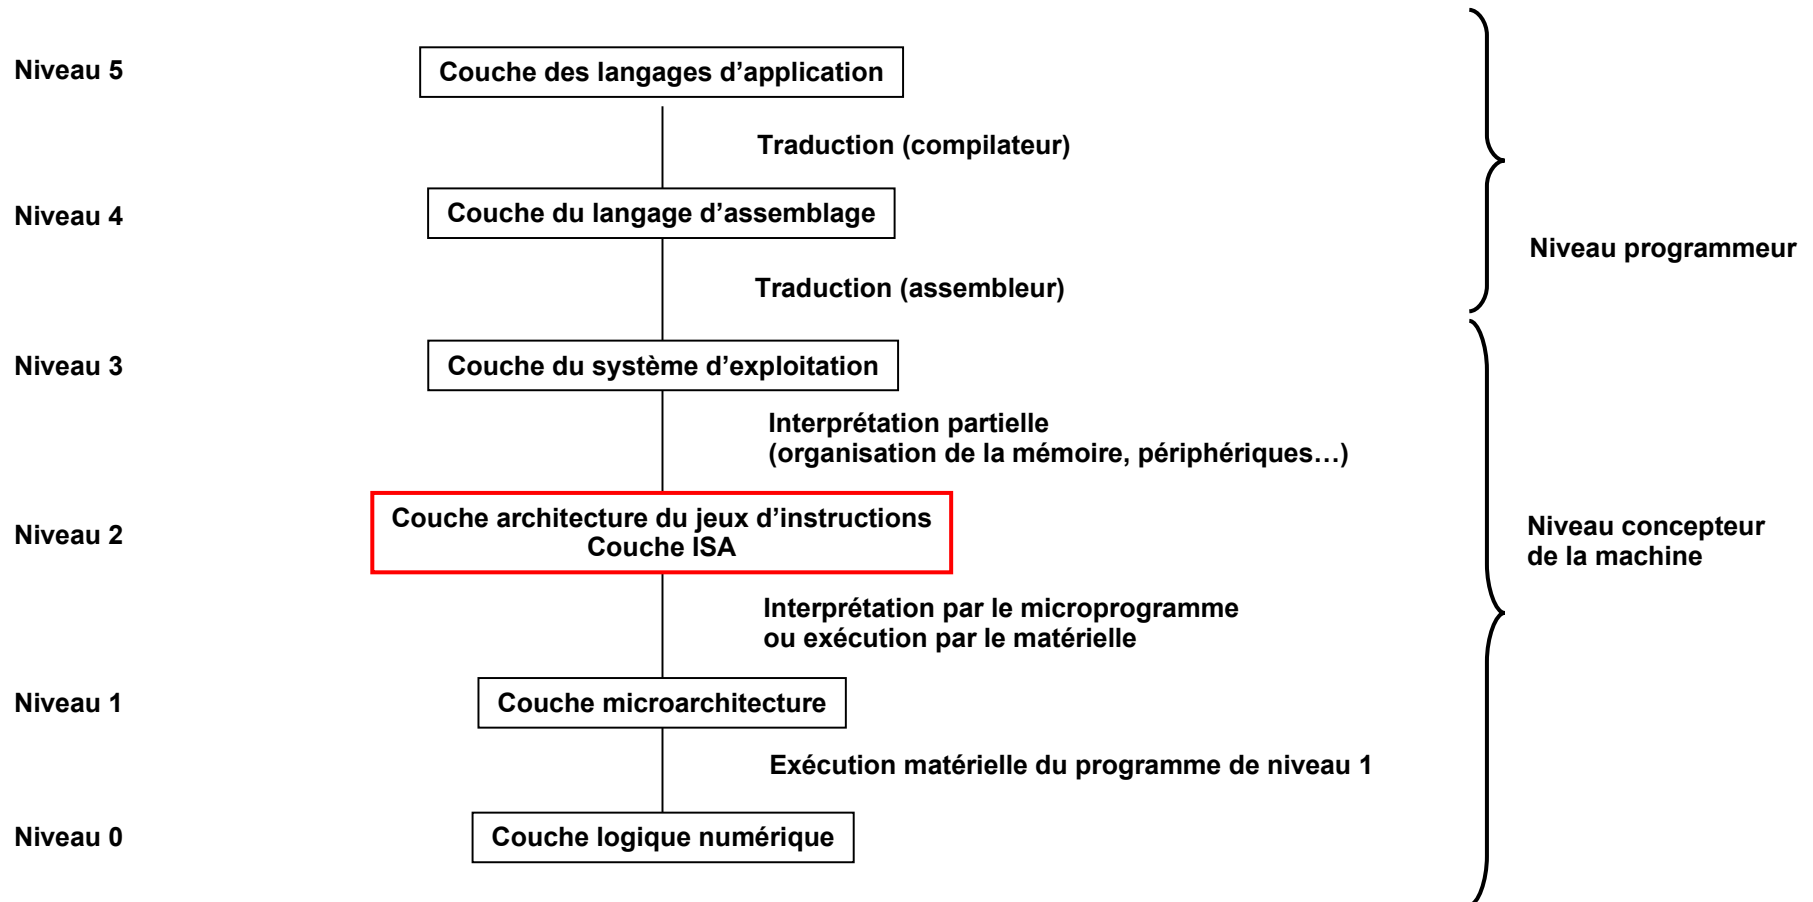 Niveau 5
Couche des langages d’application
Traduction (compilateur)
Niveau 4
Couche du langage d’assemblage
Niveau programmeur
Traduction (assembleur)
Niveau 3
Couche du système d’exploitation
Interprétation partielle
(organisation de la mémoire, périphériques…)
Niveau 2
Couche architecture du jeux d’instructions
Couche ISA
Niveau concepteur
de la machine
Interprétation par le microprogramme
ou exécution par le matérielle
Niveau 1
Couche microarchitecture
Exécution matérielle du programme de niveau 1
Niveau 0
Couche logique numérique